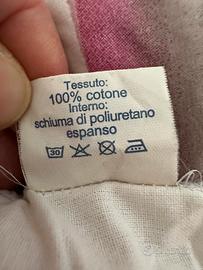 Tessuto:
100% cotone
Interno:
schiuma di poliuretano
espanso
30